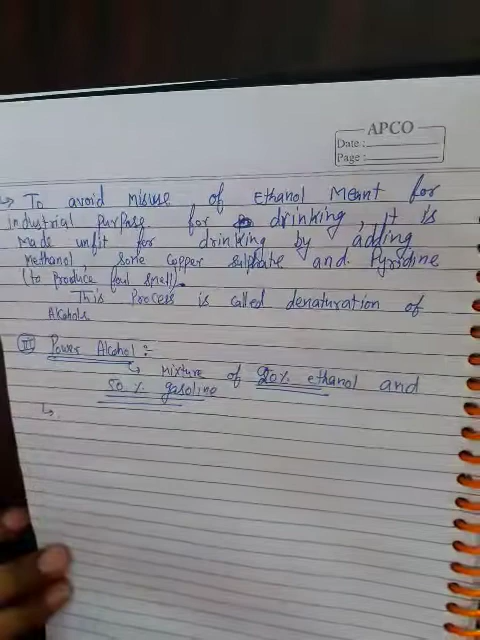 APCO
Date :
Page :
↳ To avoid misuse of Ethanol Meant for
industrial Purpase for drinking, it is
Made unfit for drinking by adding
Methanol, some copper sulphate and Pyridine
(to produce foul smell).
This Process is called denaturation of
Alcohols
III Power Alcohol :
↳ mixture of 20% ethanol and
80 % gasoline
↳